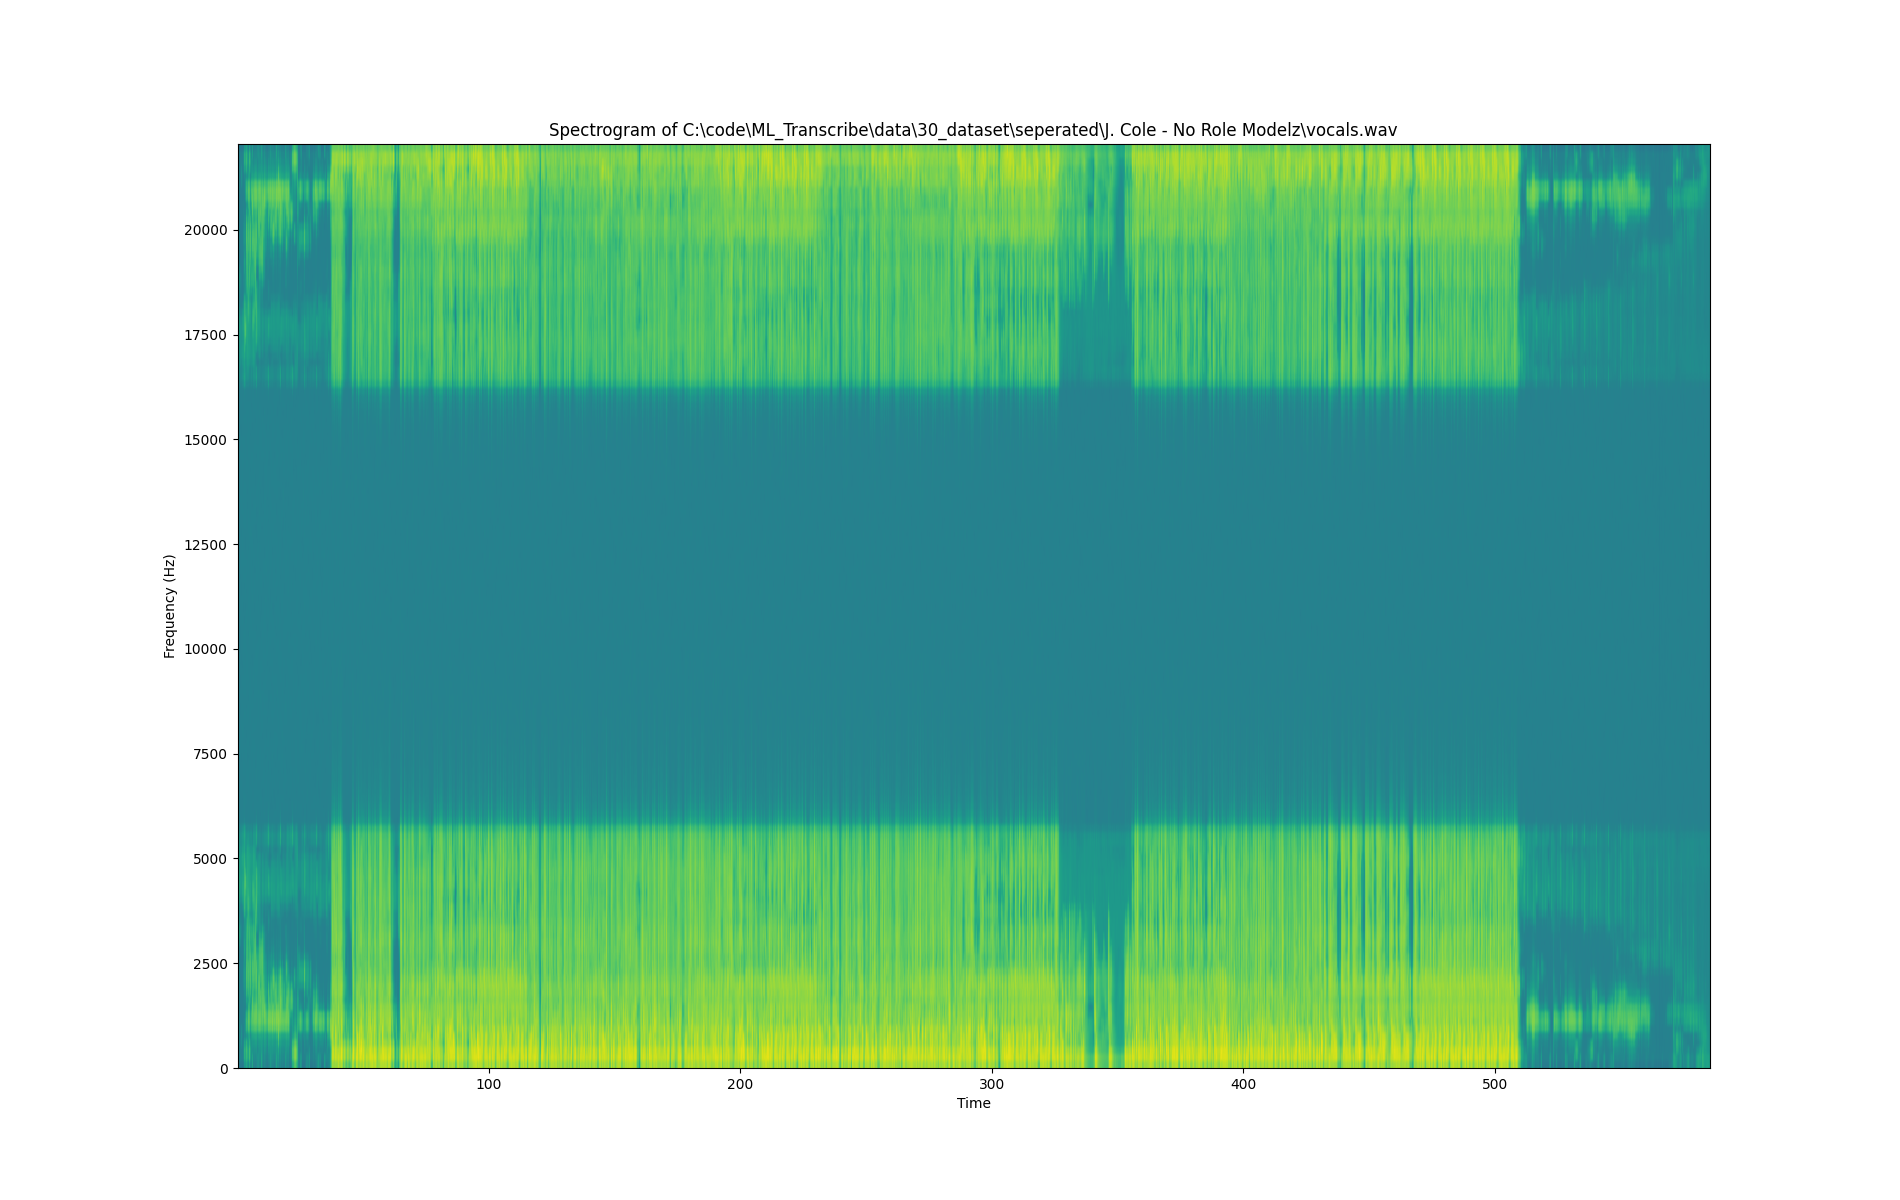 Spectrogram of C:\code\ML_Transcribe\data\30_dataset\seperated\J. Cole - No Role Modelz\vocals.wav
20000
17500
15000
12500
10000
7500
5000
2500
0
Frequency (Hz)
100 200 300 400 500
Time